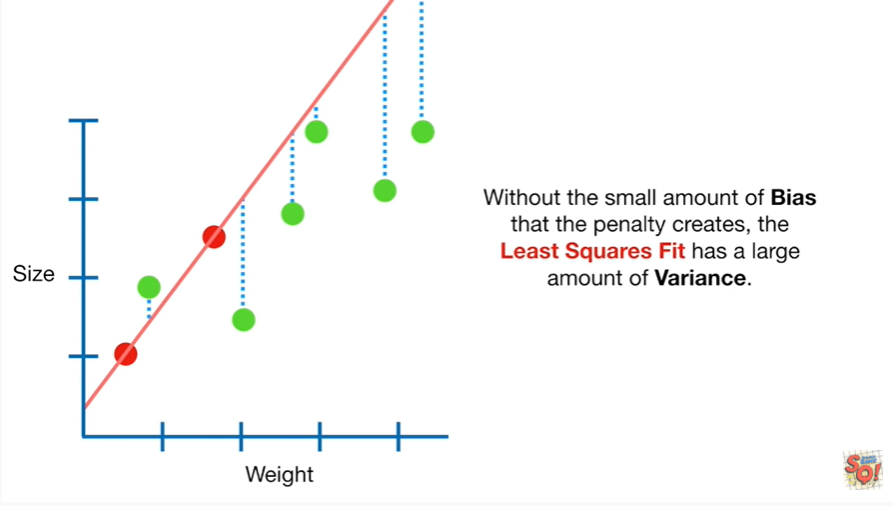 Without the small amount of Bias
that the penalty creates, the
Least Squares Fit has a large
amount of Variance.
Size
Weight
SQ!